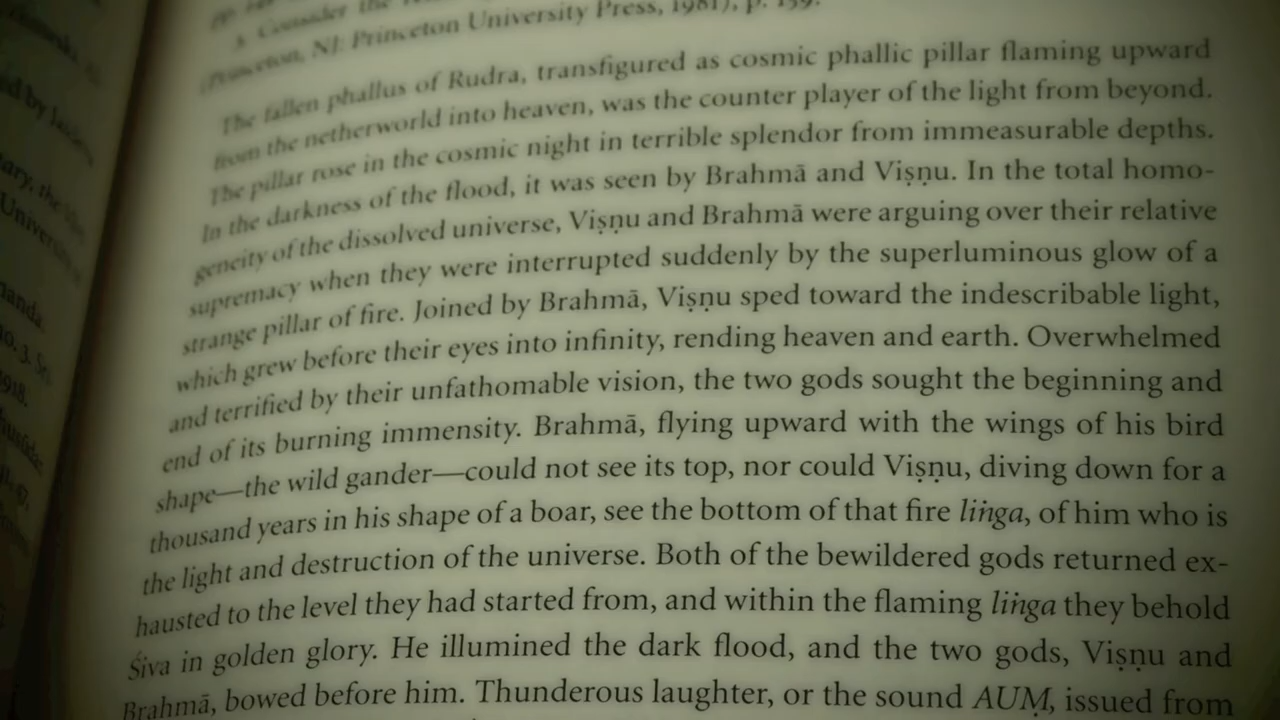 3. Consider the
(Princeton, NJ: Princeton University Press, 1981), p. 159.
The fallen phallus of Rudra, transfigured as cosmic phallic pillar flaming upward
from the netherworld into heaven, was the counter player of the light from beyond.
The pillar rose in the cosmic night in terrible splendor from immeasurable depths.
In the darkness of the flood, it was seen by Brahmā and Viṣṇu. In the total homo-
geneity of the dissolved universe, Viṣṇu and Brahmā were arguing over their relative
supremacy when they were interrupted suddenly by the superluminous glow of a
strange pillar of fire. Joined by Brahmā, Viṣṇu sped toward the indescribable light,
which grew before their eyes into infinity, rending heaven and earth. Overwhelmed
and terrified by their unfathomable vision, the two gods sought the beginning and
end of its burning immensity. Brahmā, flying upward with the wings of his bird
shape—the wild gander—could not see its top, nor could Viṣṇu, diving down for a
thousand years in his shape of a boar, see the bottom of that fire liṅga, of him who is
the light and destruction of the universe. Both of the bewildered gods returned ex-
hausted to the level they had started from, and within the flaming liṅga they behold
Śiva in golden glory. He illumined the dark flood, and the two gods, Viṣṇu and
Brahmā, bowed before him. Thunderous laughter, or the sound AUṂ, issued from